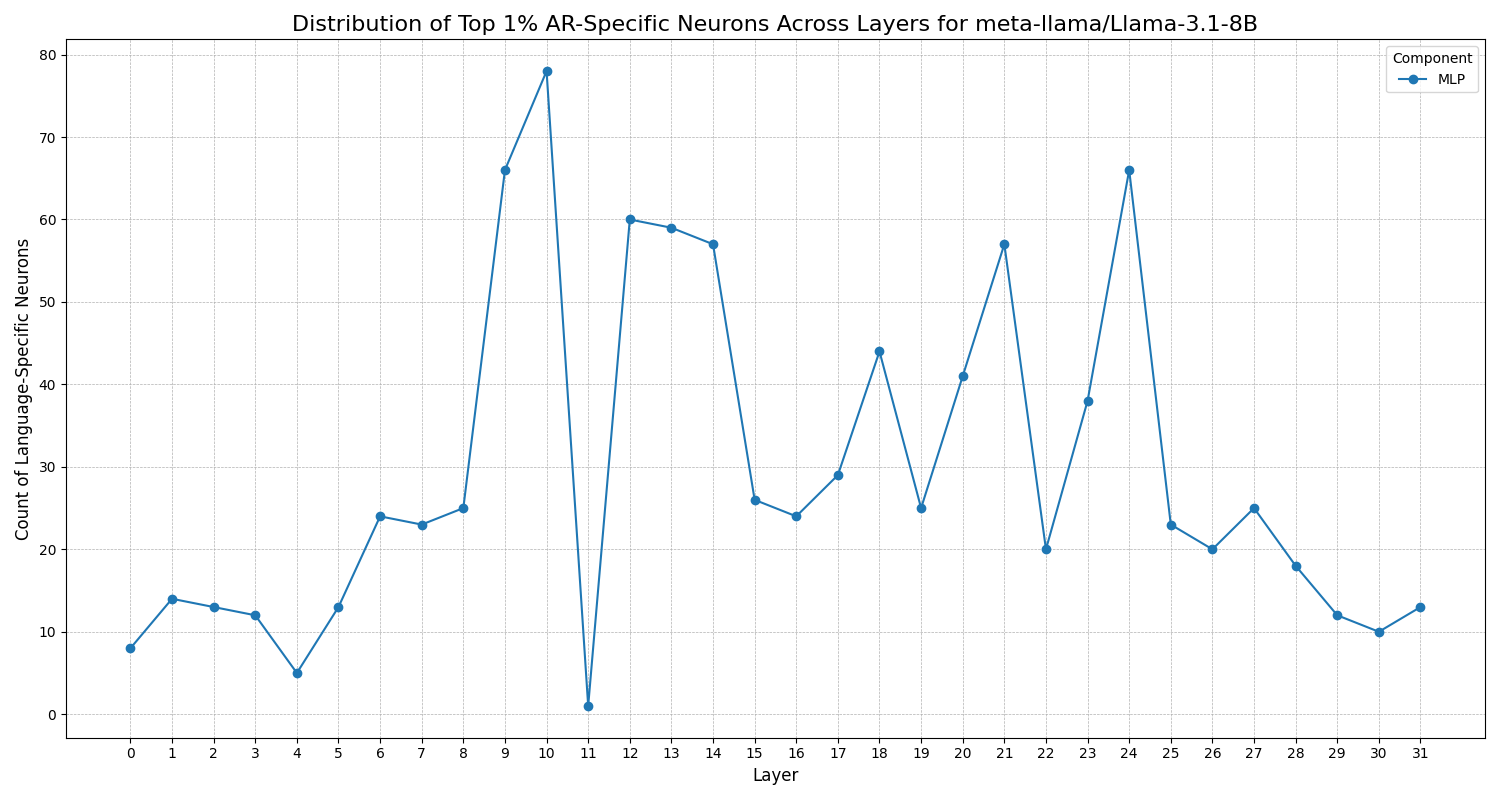 Distribution of Top 1% AR-Specific Neurons Across Layers for meta-llama/Llama-3.1-8B
Component
MLP
Count of Language-Specific Neurons
80
70
60
50
40
30
20
10
0
0 1 2 3 4 5 6 7 8 9 10 11 12 13 14 15 16 17 18 19 20 21 22 23 24 25 26 27 28 29 30 31
Layer